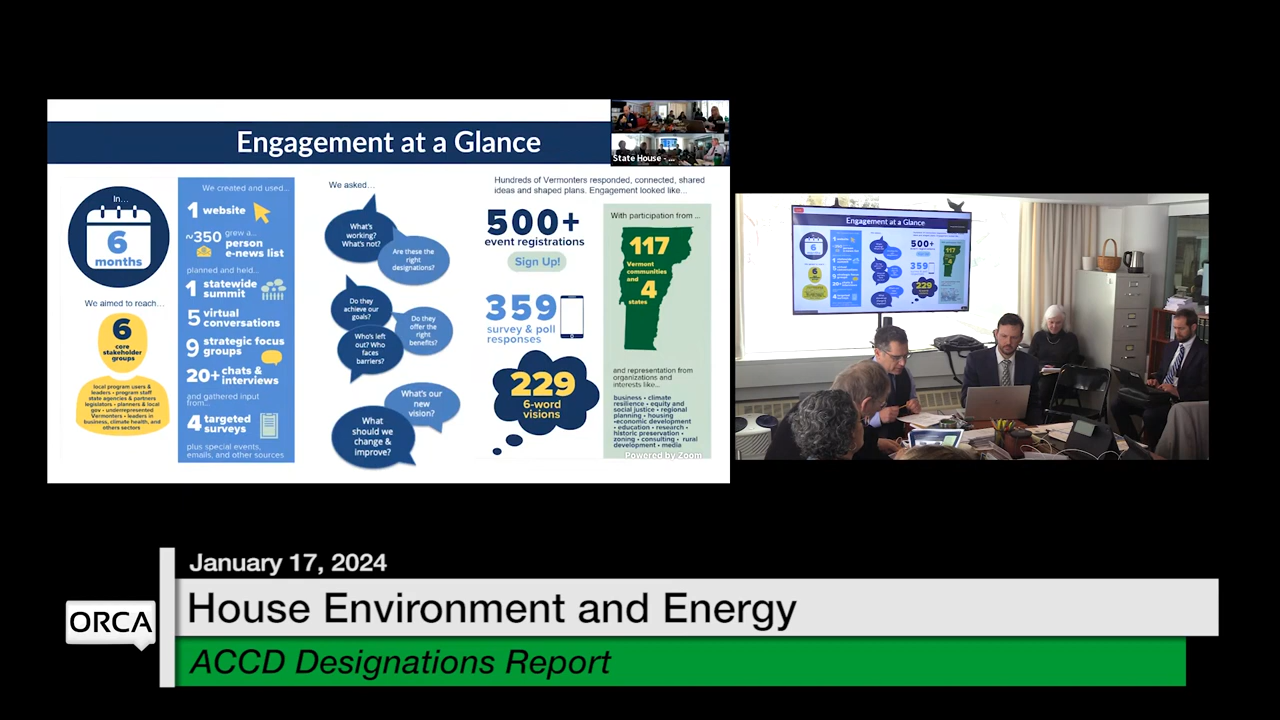 Engagement at a Glance
State House - ...
In...
6
months
We aimed to reach...
6
core
stakeholder
groups
local program users &
leaders • program staff
state agencies & partners
legislators • planners & local
gov • underrepresented
Vermonters • leaders in
business, climate health, and
others sectors
We created and used...
1 website
~350 grew a...
person
e-news list
planned and held...
1 statewide
summit
5 virtual
conversations
9 strategic focus
groups
20+ chats &
interviews
and gathered input
from...
4 targeted
surveys
plus special events,
emails, and other sources
We asked...
What's
working?
What's not?
Are these the
right
designations?
Do they
achieve our
goals?
Do they
offer the
right
benefits?
Who's left
out? Who
faces
barriers?
What's our
new
vision?
What
should we
change &
improve?
Hundreds of Vermonters responded, connected, shared
ideas and shaped plans. Engagement looked like...
500+
event registrations
Sign Up!
359
survey & poll
responses
229
6-word
visions
With participation from ...
117
Vermont
communities
and
4
states
and representation from
organizations and
interests like...
business • climate
resilience • equity and
social justice • regional
planning • housing
•economic development
• education • research •
historic preservation •
zoning • consulting • rural
development • media
Powered by Zoom
Engagement at a Glance
500+
359
229
117
4
January 17, 2024
ORCA
House Environment and Energy
ACCD Designations Report